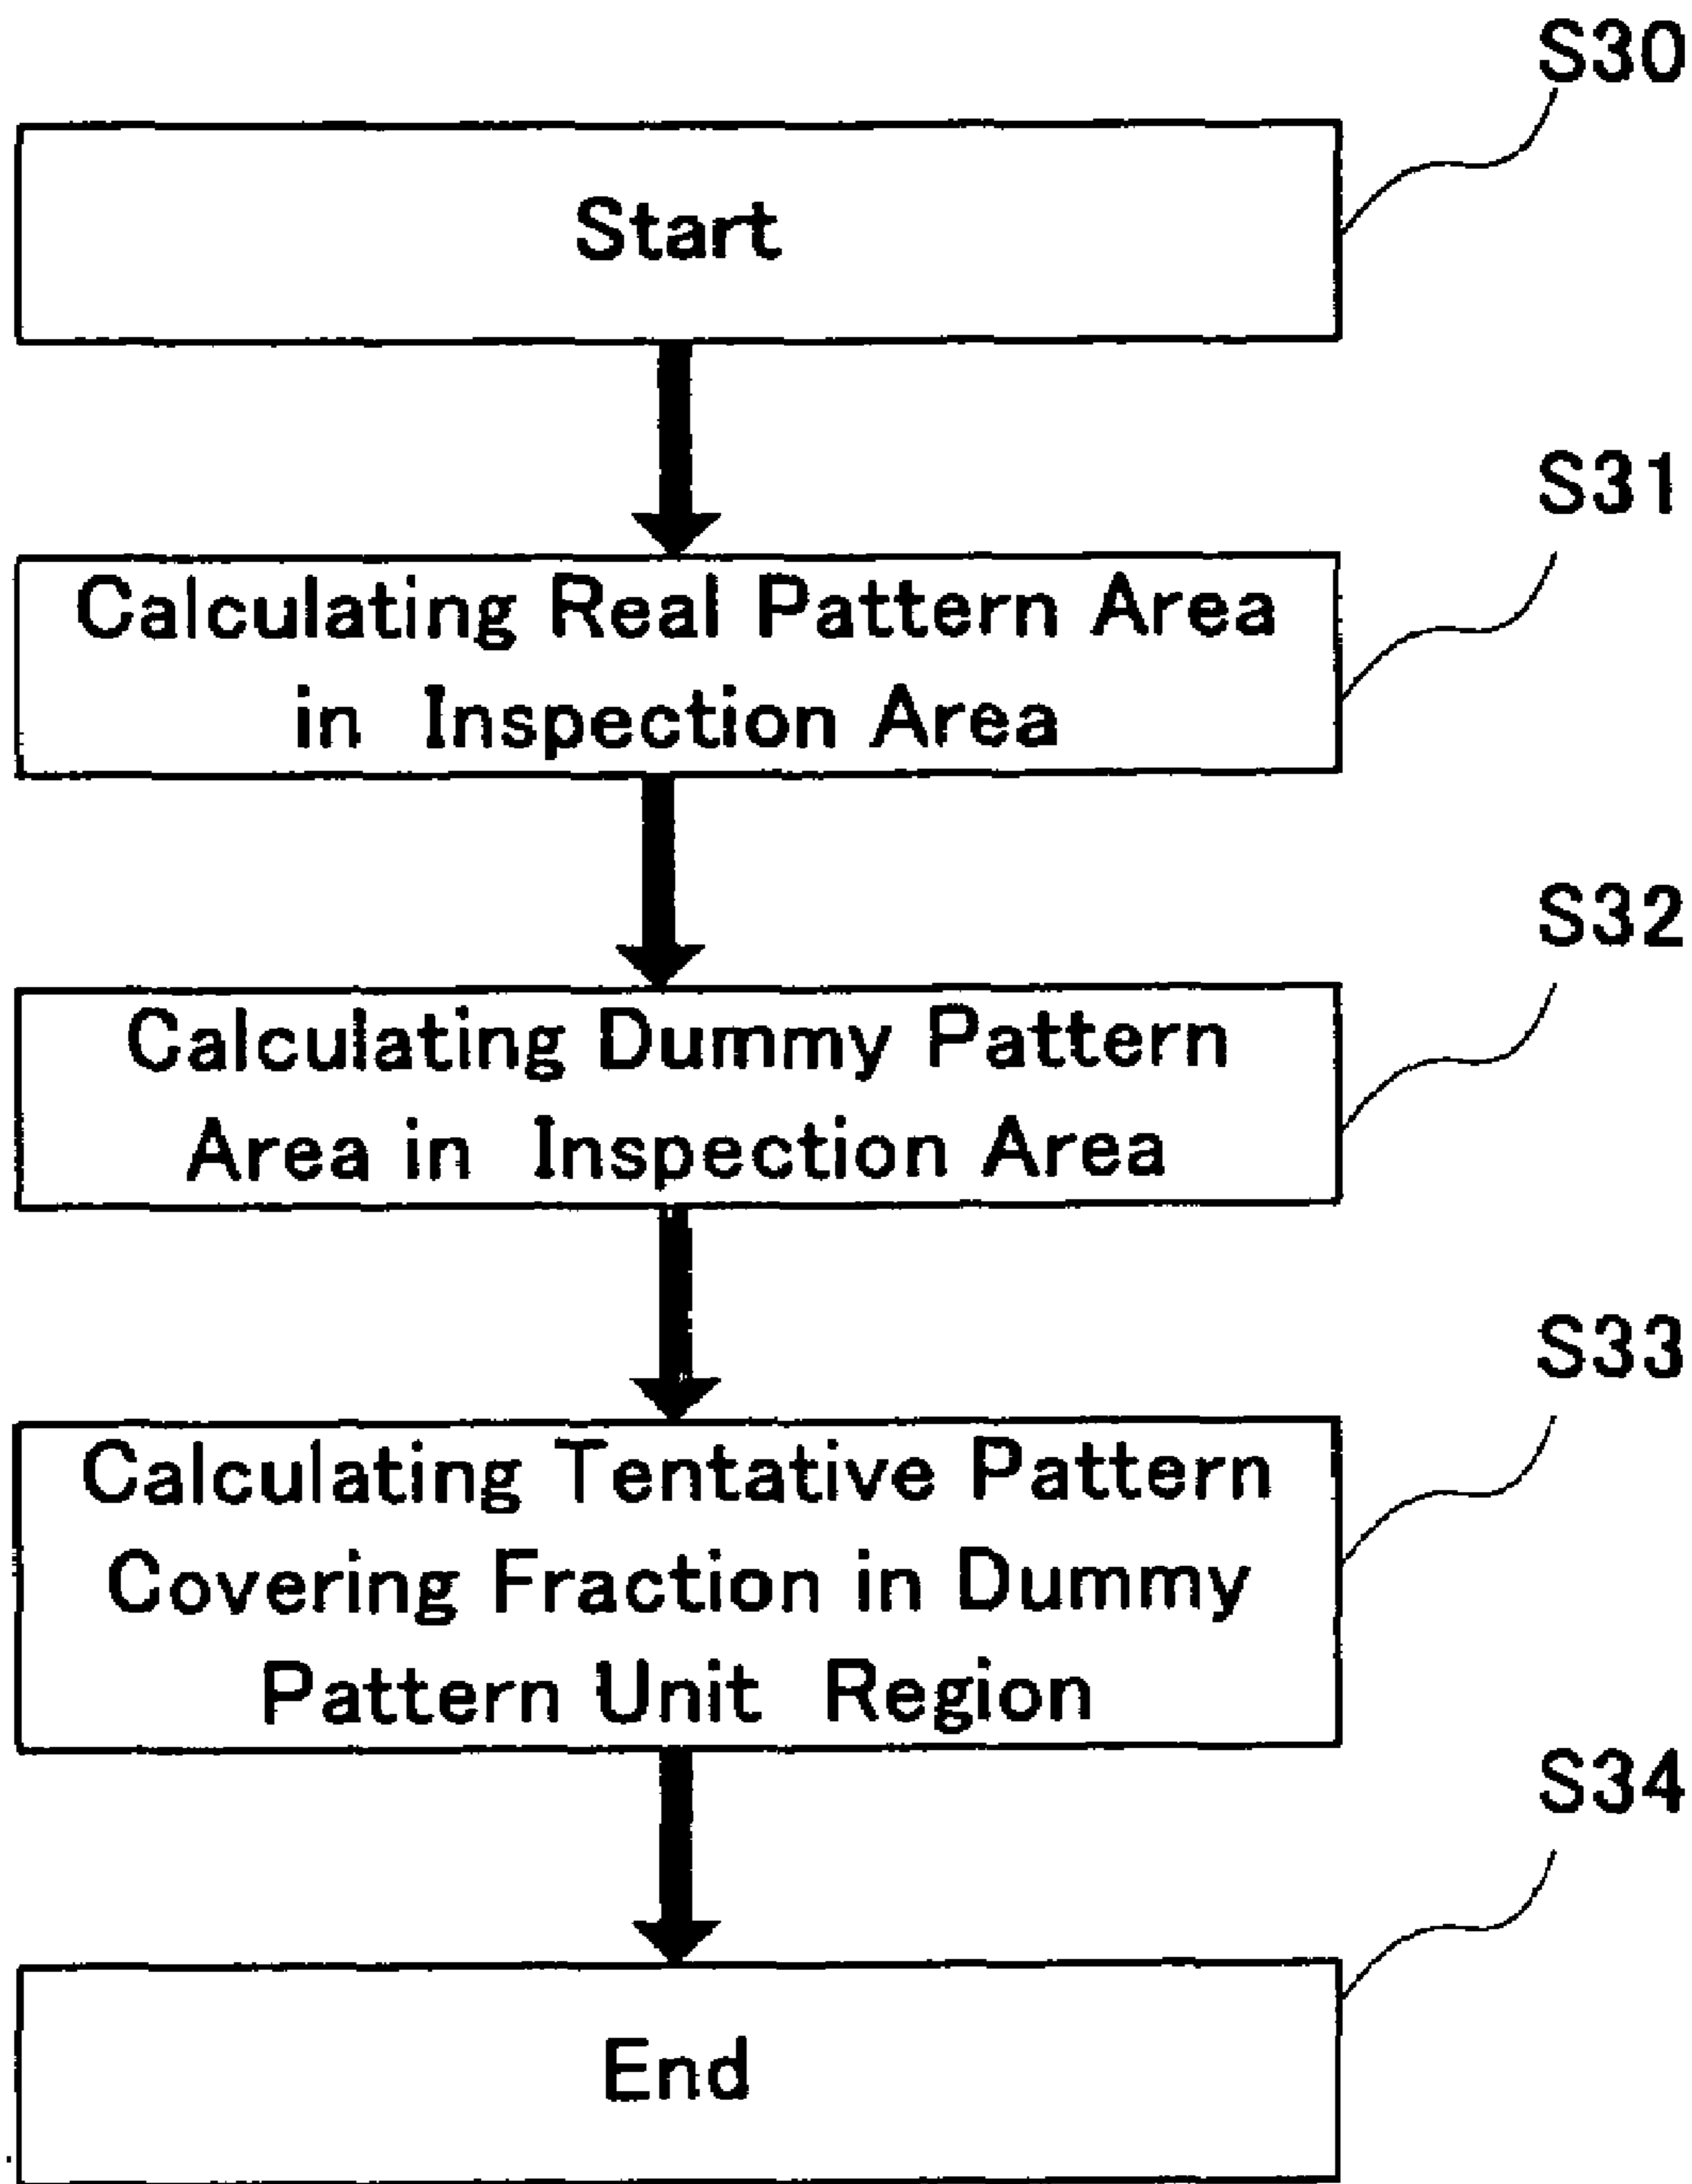 S30
Start
S31
Calculating Real Pattern Area
in Inspection Area
S32
Calculating Dummy Pattern
Area in Inspection Area
S33
Calculating Tentative Pattern
Covering Fraction in Dummy
Pattern Unit Region
S34
End